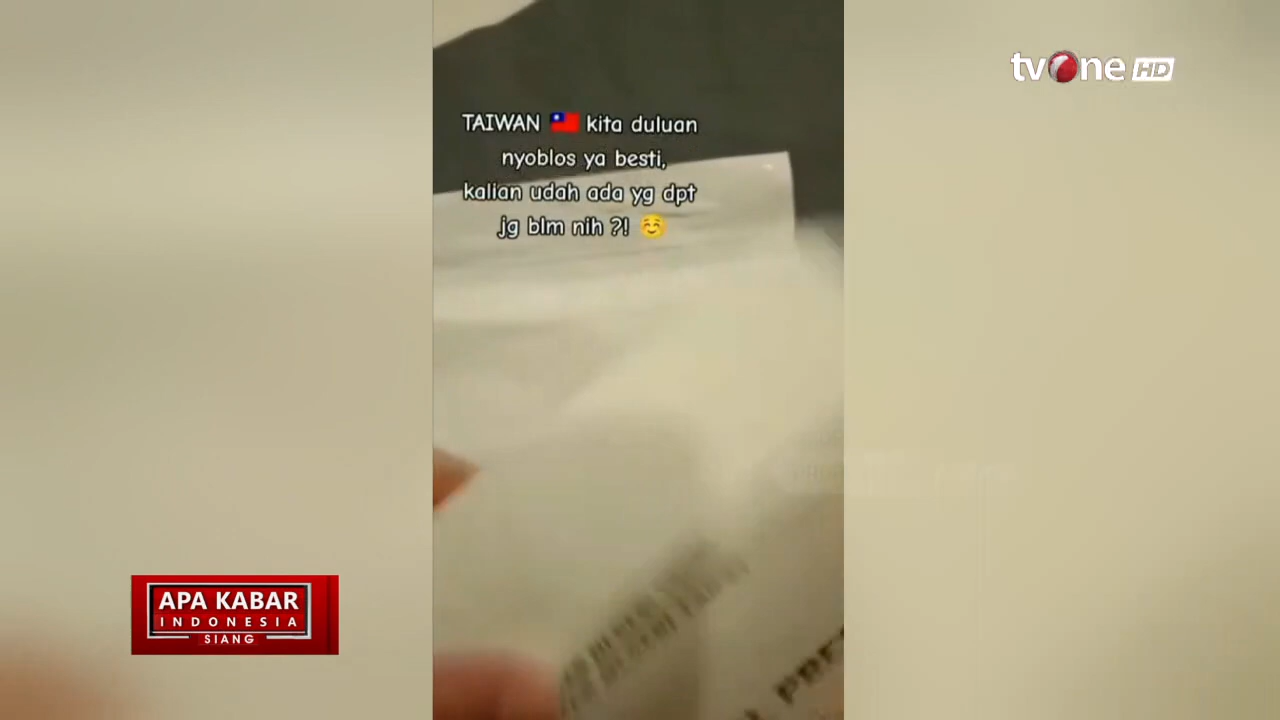 tvOne HD
TAIWAN 🇹🇼 kita duluan
nyoblos ya besti,
kalian udah ada yg dpt
jg blm nih ?! ☺️
APA KABAR
INDONESIA
SIANG